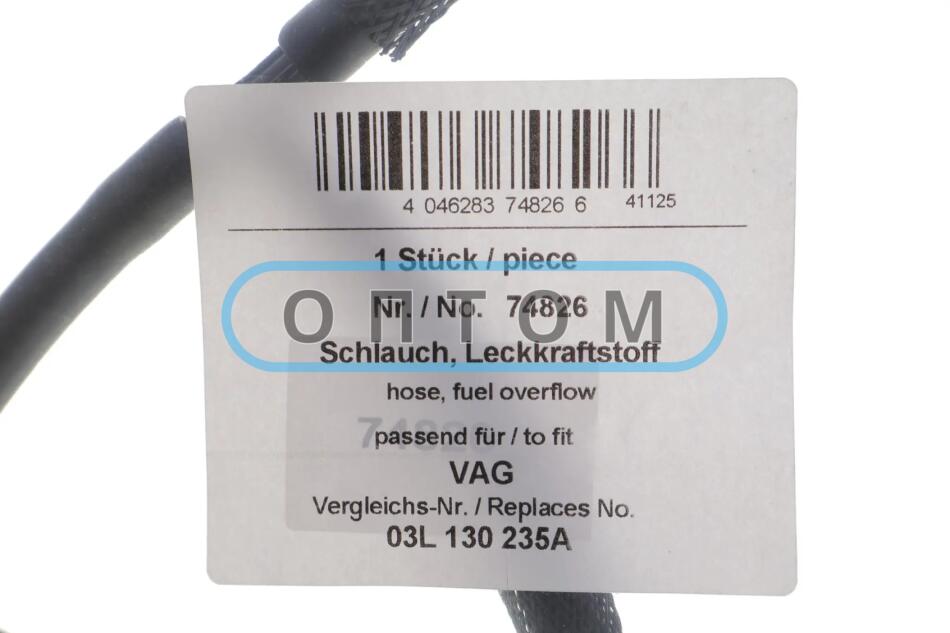 4 046283 74826 6 41125
1 Stück / piece
Nr. / No. 74826
ОПТОМ
Schlauch, Leckkraftstoff
hose, fuel overflow
74826
passend für / to fit
VAG
Vergleichs-Nr. / Replaces No.
03L 130 235A